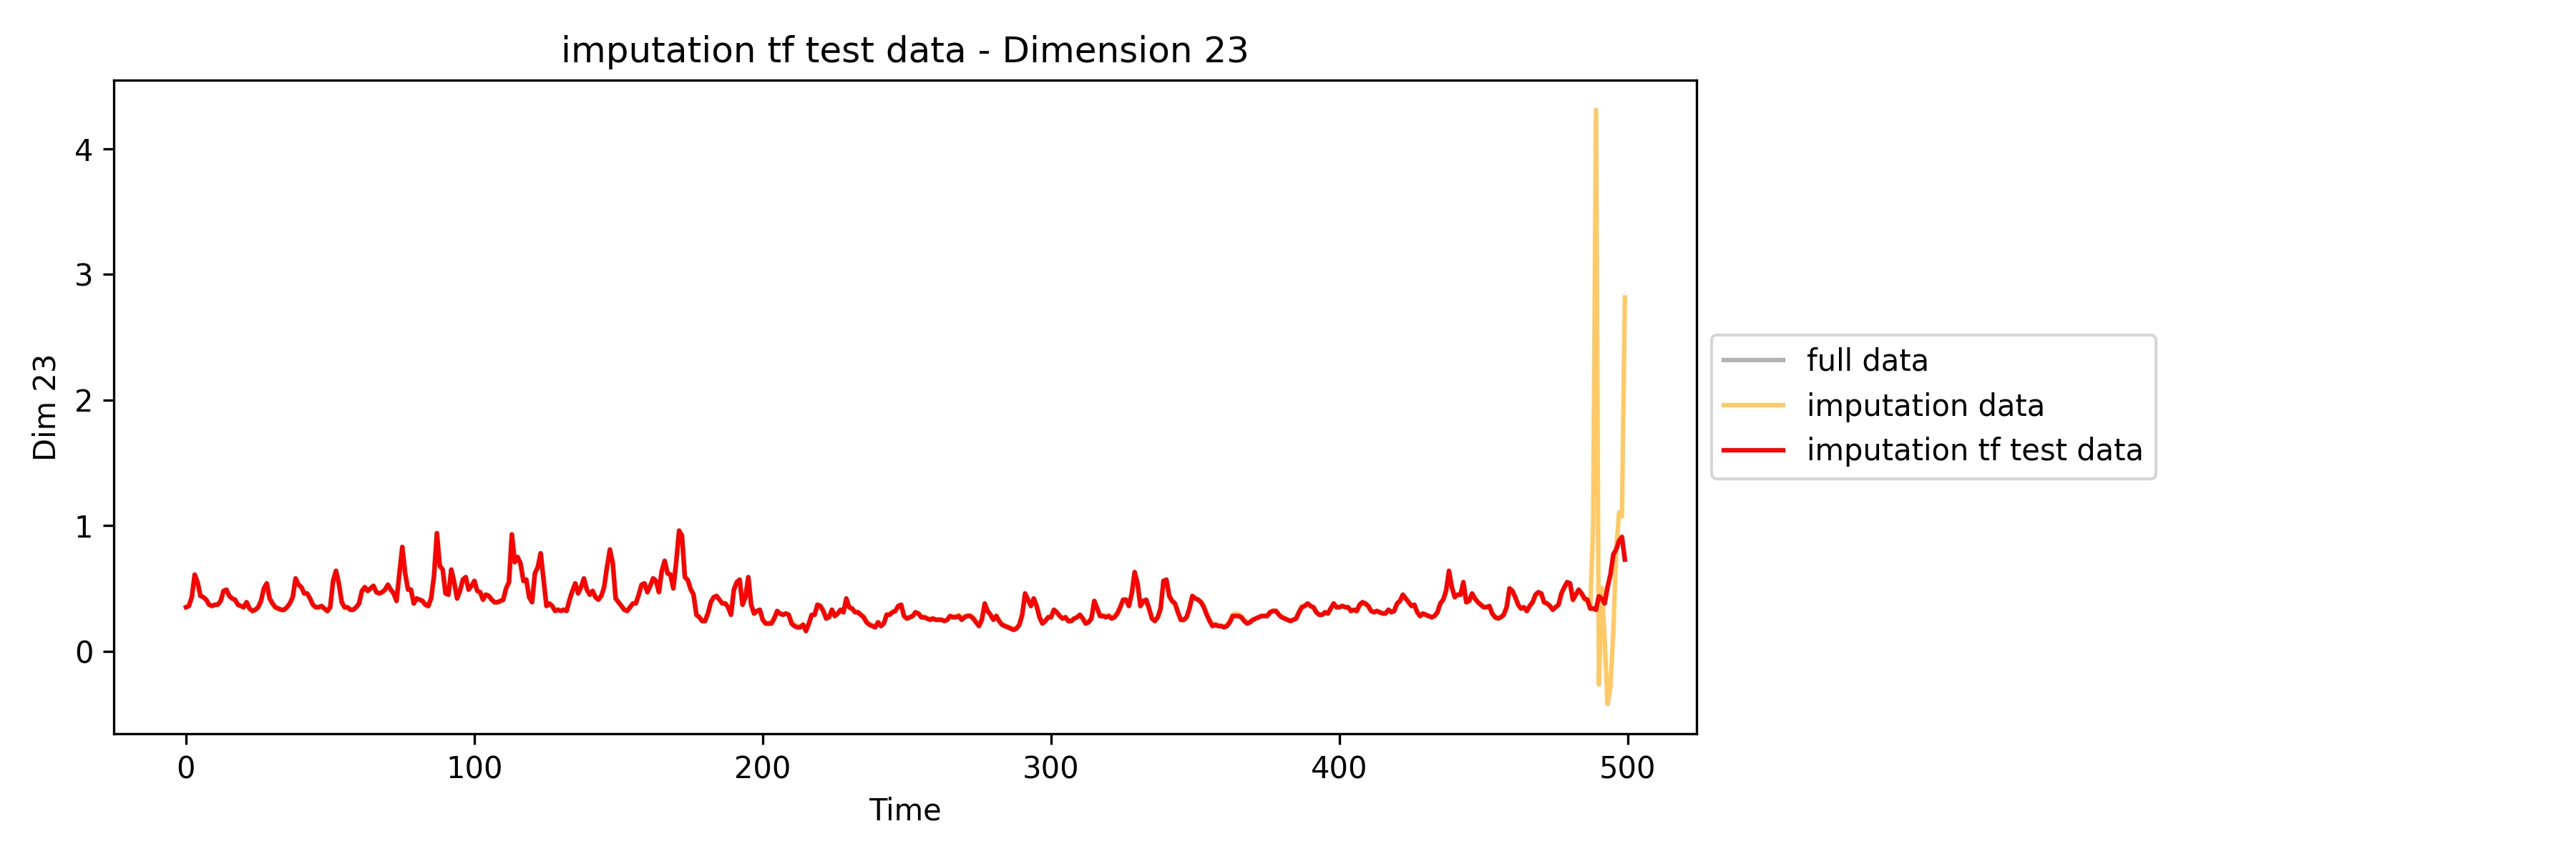 imputation tf test data - Dimension 23
Dim 23
4
3
2
1
0
0 100 200 300 400 500
Time
full data
imputation data
imputation tf test data